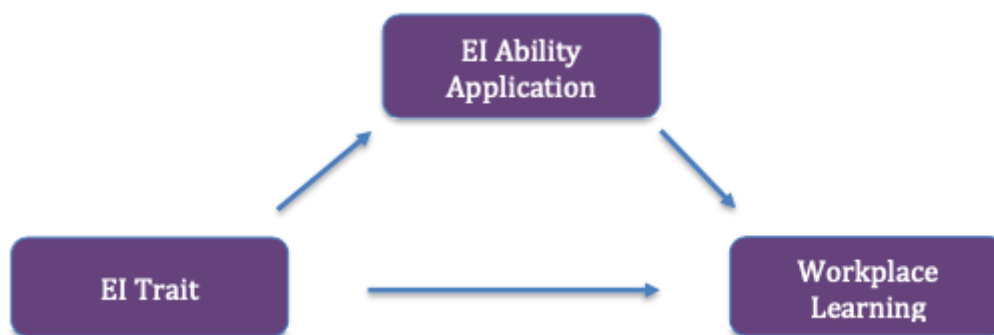 EI Ability
Application
EI Trait
Workplace
Learning